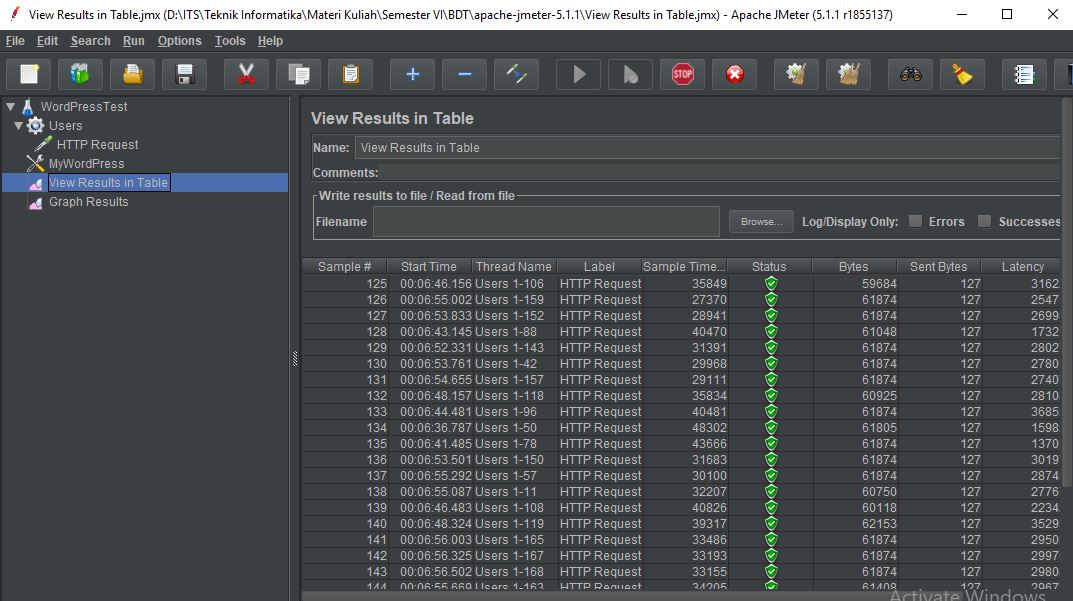 View Results in Table.jmx (D:\ITS\Teknik Informatika\Materi Kuliah\Semester VI\BDT\apache-jmeter-5.1.1\View Results in Table.jmx) - Apache JMeter (5.1.1 r1855137)
File Edit Search Run Options Tools Help
STOP
WordPressTest
Users
HTTP Request
MyWordPress
View Results in Table
Graph Results
View Results in Table
Name: View Results in Table
Comments:
Write results to file / Read from file
Filename Browse... Log/Display Only: Errors Successes
Sample # Start Time Thread Name Label Sample Time... Status Bytes Sent Bytes Latency
125 00:06:46.156 Users 1-106 HTTP Request 35849 59684 127 3162
126 00:06:55.002 Users 1-159 HTTP Request 27370 61874 127 2547
127 00:06:53.833 Users 1-152 HTTP Request 28941 61874 127 2699
128 00:06:43.145 Users 1-88 HTTP Request 40470 61048 127 1732
129 00:06:52.331 Users 1-143 HTTP Request 31391 61874 127 2802
130 00:06:53.761 Users 1-42 HTTP Request 29968 61874 127 2780
131 00:06:54.655 Users 1-157 HTTP Request 29111 61874 127 2740
132 00:06:48.157 Users 1-118 HTTP Request 35834 60925 127 2810
133 00:06:44.481 Users 1-96 HTTP Request 40481 61874 127 3685
134 00:06:36.787 Users 1-50 HTTP Request 48302 61805 127 1598
135 00:06:41.485 Users 1-78 HTTP Request 43666 61874 127 1370
136 00:06:53.501 Users 1-150 HTTP Request 31683 61874 127 3019
137 00:06:55.292 Users 1-57 HTTP Request 30100 61874 127 2874
138 00:06:55.087 Users 1-11 HTTP Request 32207 60750 127 2776
139 00:06:46.483 Users 1-108 HTTP Request 40826 60118 127 2234
140 00:06:48.324 Users 1-119 HTTP Request 39317 62153 127 3529
141 00:06:56.003 Users 1-165 HTTP Request 33486 61874 127 2950
142 00:06:56.325 Users 1-167 HTTP Request 33193 61874 127 2997
143 00:06:56.502 Users 1-168 HTTP Request 33155 61874 127 2980
144 00:06:55.669 Users 1-163 HTTP Request 34205 61408 127 2967
Activate Windows